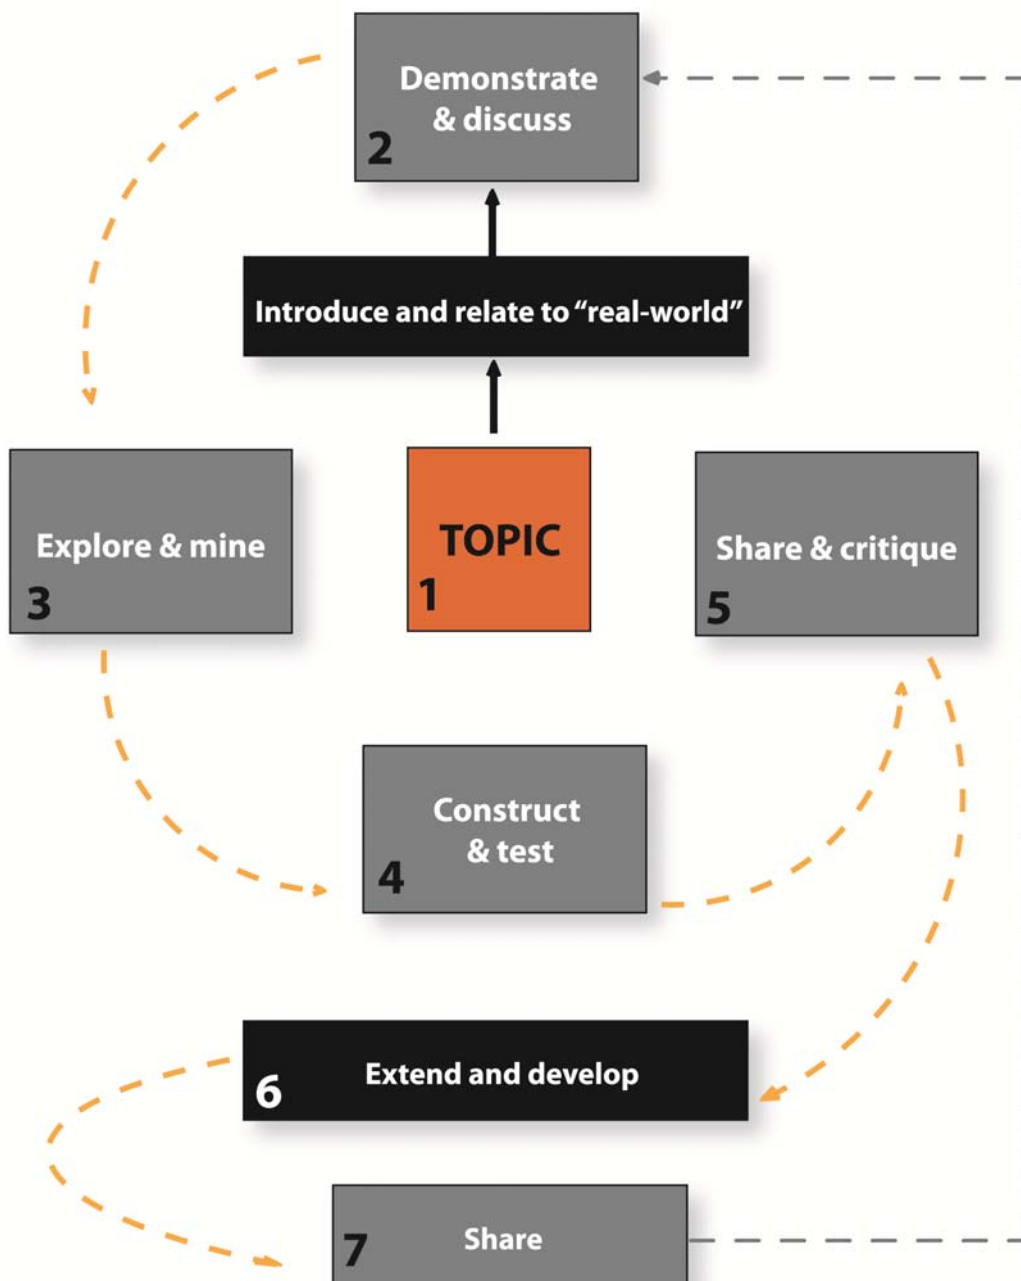 Demonstrate
& discuss
2
Introduce and relate to “real-world”
Explore & mine
3
TOPIC
1
Share & critique
5
Construct
& test
4
6
Extend and develop
7
Share